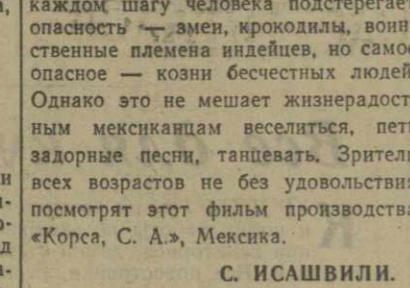 каждом шагу человека подстерегает
опасность — змеи, крокодилы, воин
ственные племена индейцев, но самое
опасное — козни бесчестных людей
Однако это не мешает жизнерадост
ным мексиканцам веселиться, пет
задорные песни, танцевать. Зрител
всех возрастов не без удовольствия
посмотрят этот фильм производства
«Корса, С. А.», Мексика.
С. ИСАШВИЛИ.